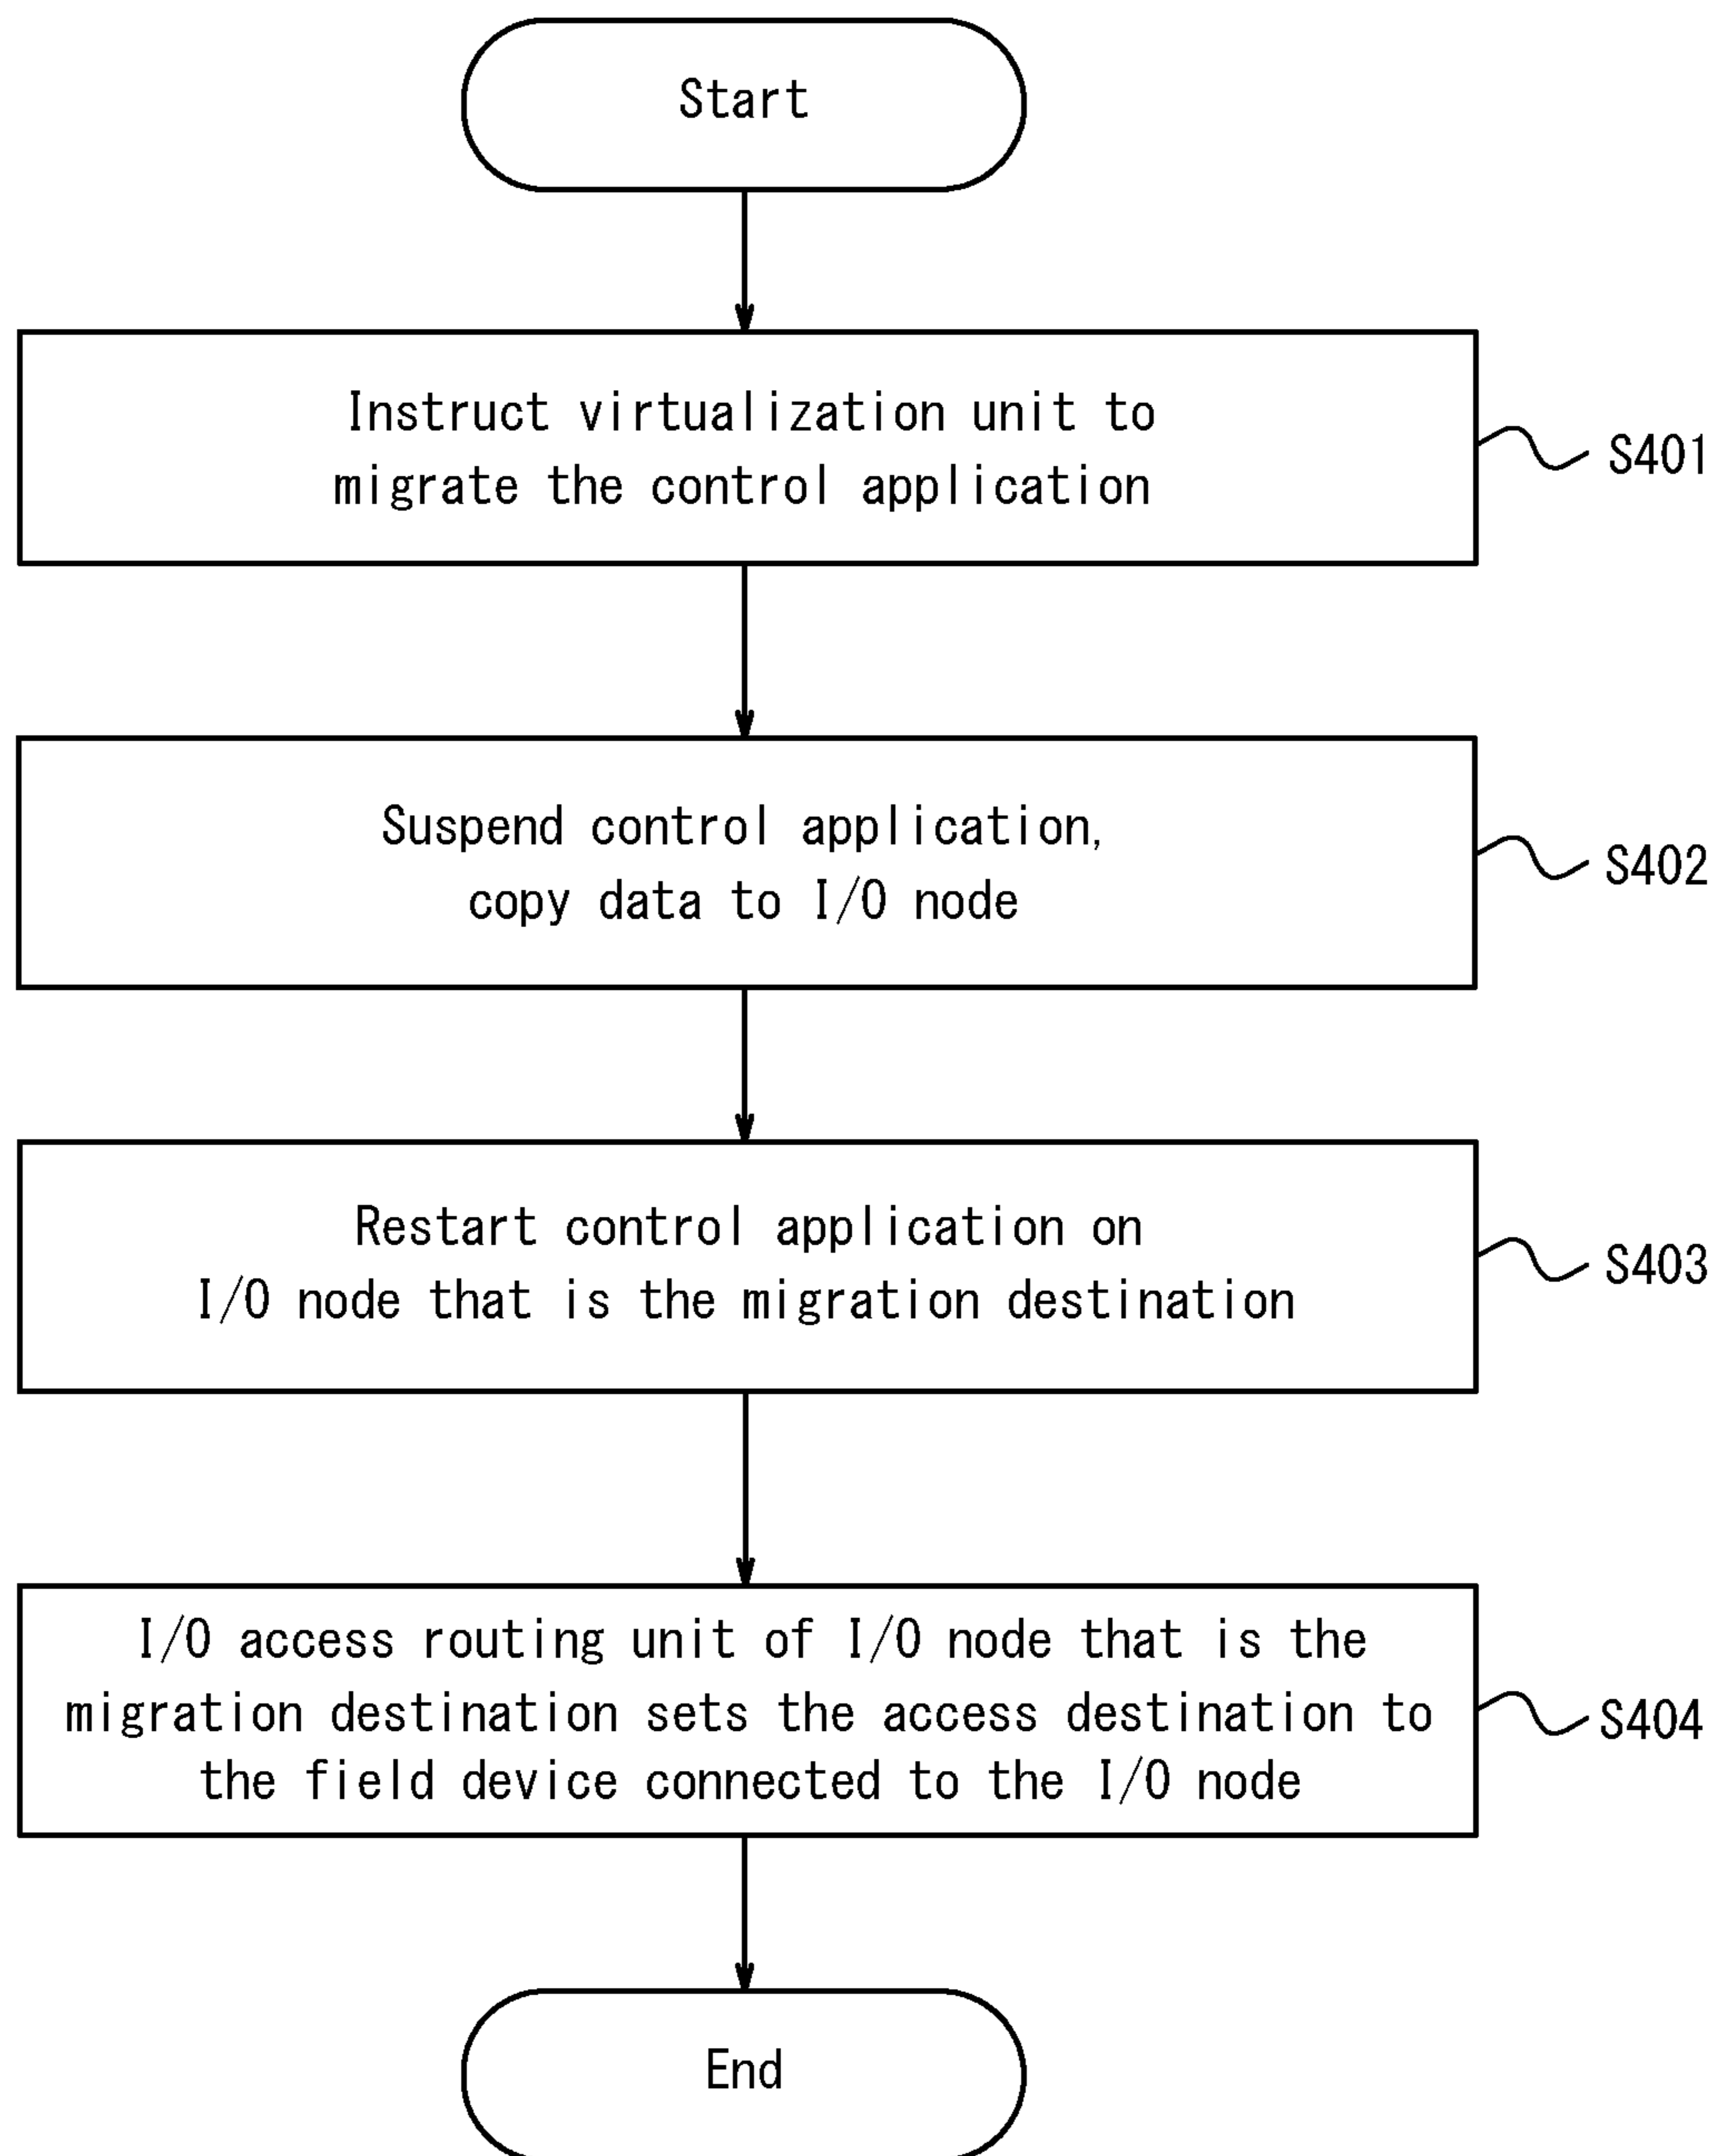 Start
Instruct virtualization unit to
migrate the control application
S401
Suspend control application,
copy data to I/O node
S402
Restart control application on
I/O node that is the migration destination
S403
I/O access routing unit of I/O node that is the
migration destination sets the access destination to
the field device connected to the I/O node
S404
End